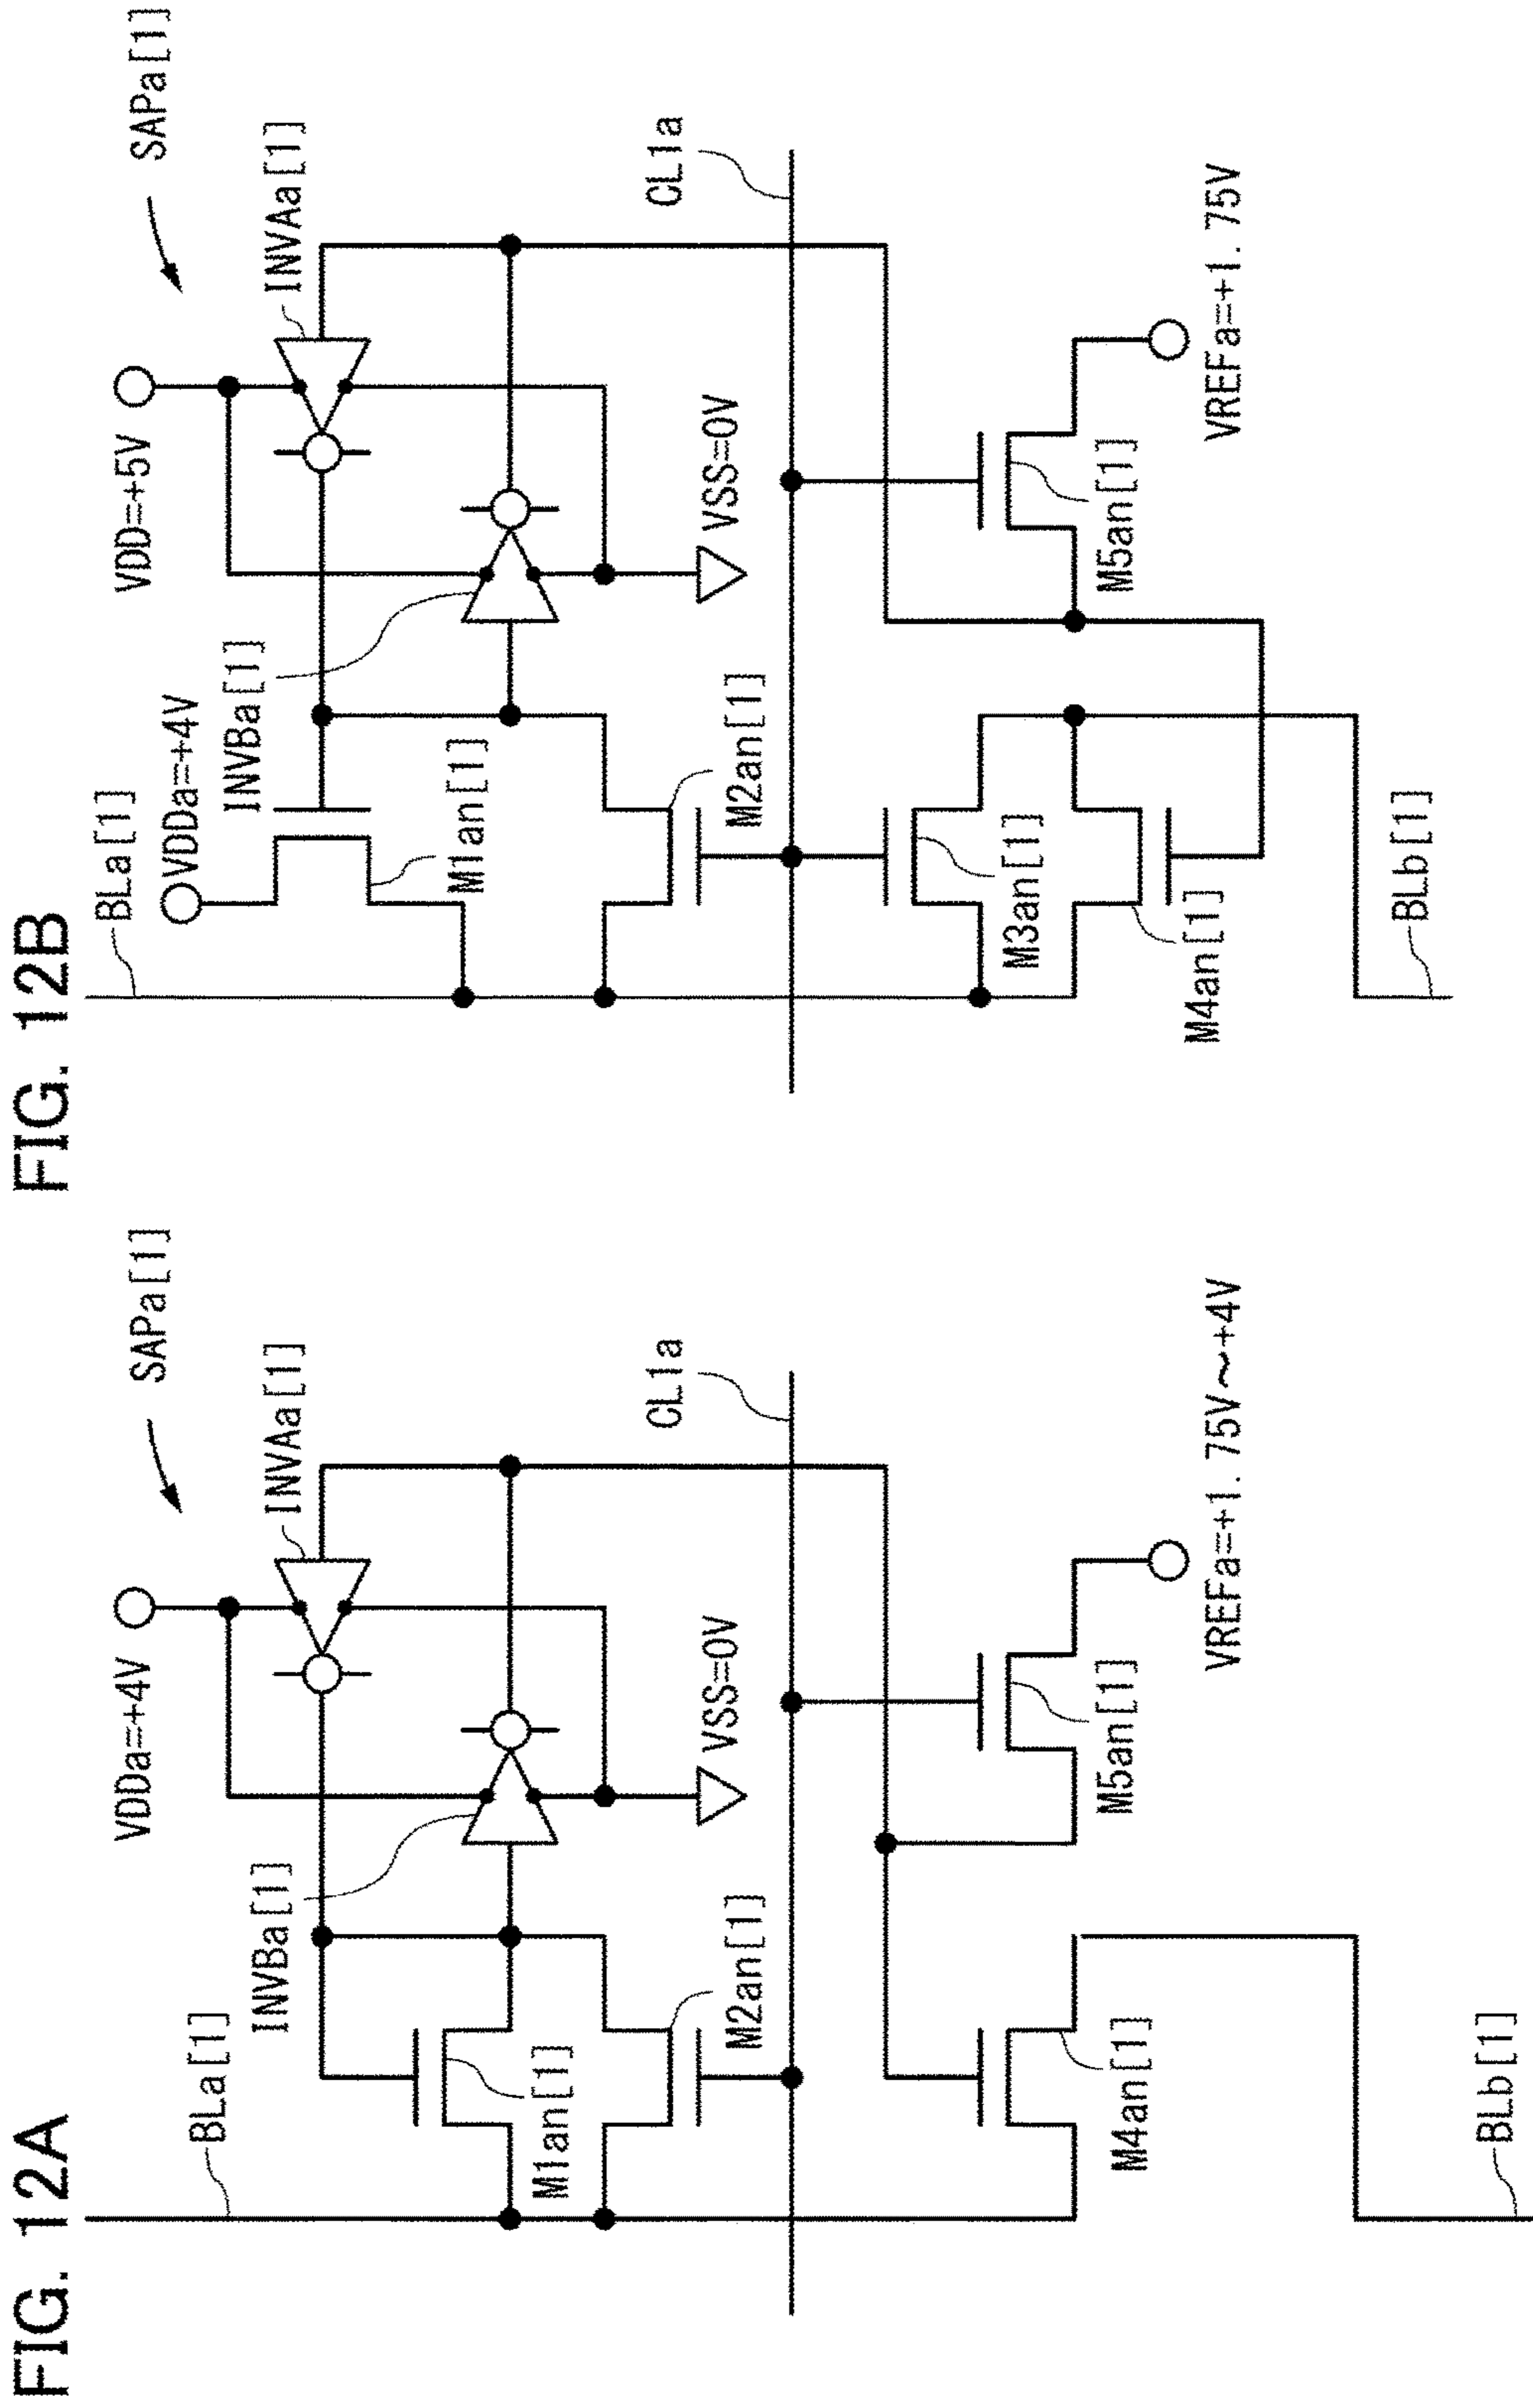 FIG. 12A
BLa[1]
VDDa=+4V
SAPa[1]
INVAa[1]
INVBa[1]
M1an[1]
M2an[1]
VSS=0V
CL1a
M4an[1]
M5an[1]
VREFa=+1.75V～+4V
BLb[1]
FIG. 12B
BLa[1]
VDDa=+4V
VDD=+5V
SAPa[1]
INVAa[1]
INVBa[1]
M1an[1]
M2an[1]
VSS=0V
CL1a
M3an[1]
M4an[1]
M5an[1]
VREFa=+1.75V
BLb[1]